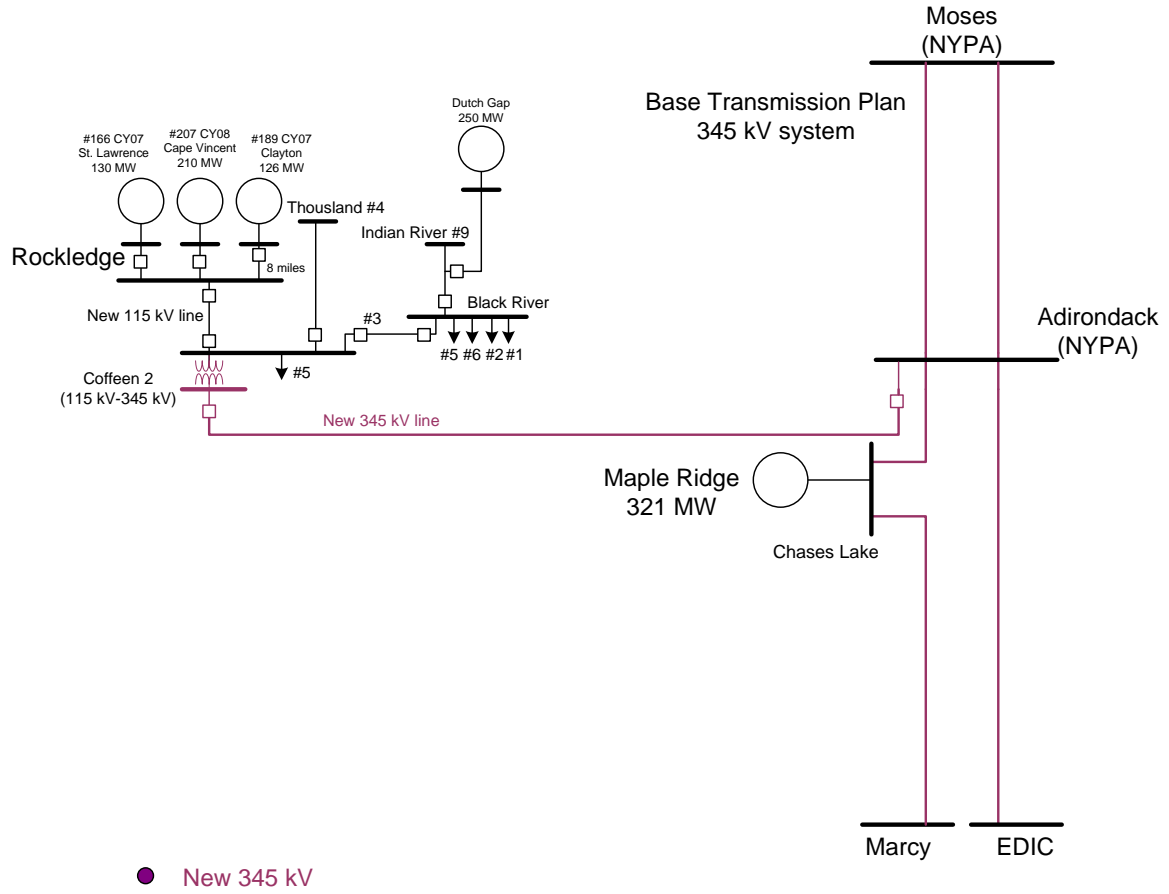 Moses
(NYPA)
Base Transmission Plan
345 kV system
Dutch Gap
250 MW
#166 CY07
St. Lawrence
130 MW
#207 CY08
Cape Vincent
210 MW
#189 CY07
Clayton
126 MW
Thousland #4
Indian River #9
Rockledge
8 miles
New 115 kV line
#3
Black River
#5
#6
#2
#1
Adirondack
(NYPA)
#5
Coffeen 2
(115 kV-345 kV)
New 345 kV line
Maple Ridge
321 MW
Chases Lake
Marcy
EDIC
New 345 kV